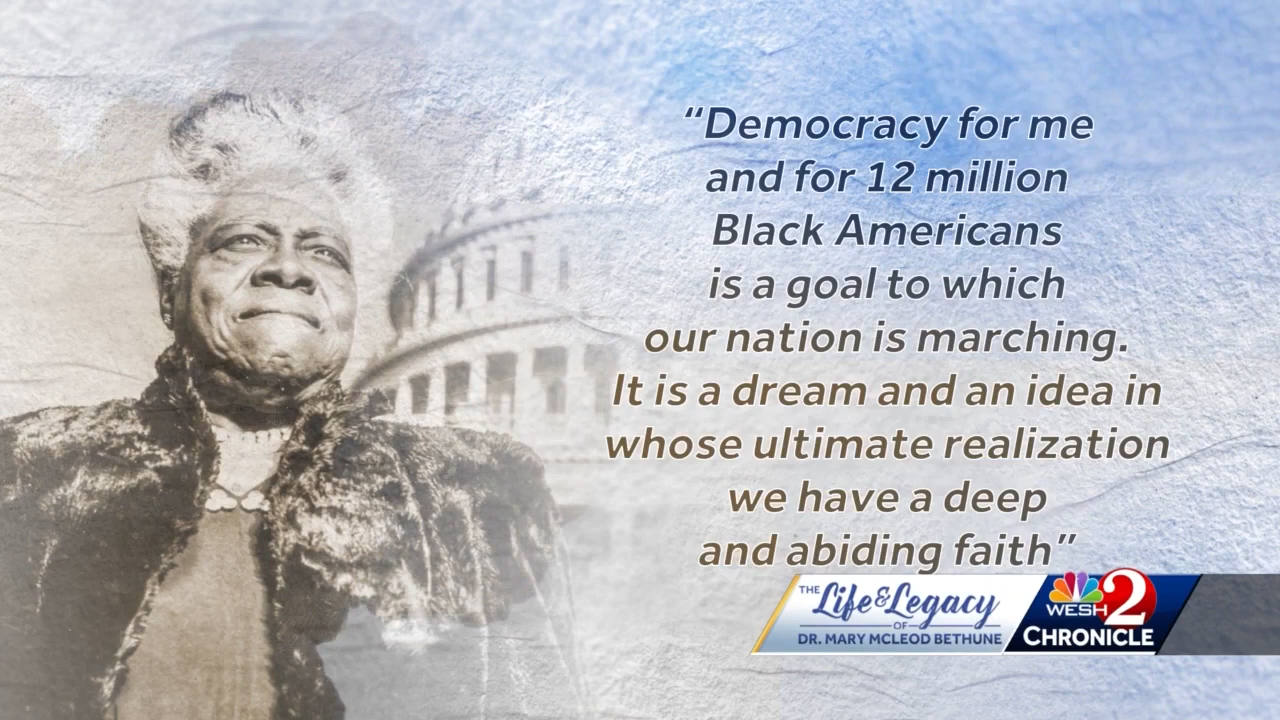 “Democracy for me
and for 12 million
Black Americans
is a goal to which
our nation is marching.
It is a dream and an idea in
whose ultimate realization
we have a deep
and abiding faith”
THE
Life & Legacy
OF
DR. MARY MCLEOD BETHUNE
WESH 2
CHRONICLE